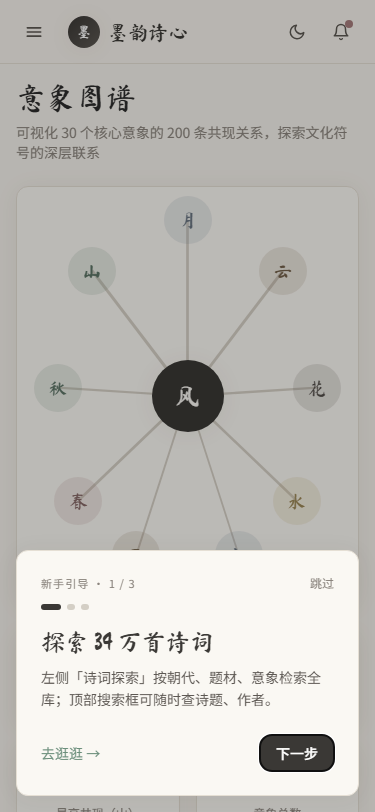 墨 墨韵诗心
意象图谱
可视化 30 个核心意象的 200 条共现关系，探索文化符
号的深层联系
月
山
云
秋
风
花
春
水
新手引导 · 1 / 3
跳过
探索 34 万首诗词
左侧「诗词探索」按朝代、题材、意象检索全
库；顶部搜索框可随时查诗题、作者。
去逛逛 →
下一步